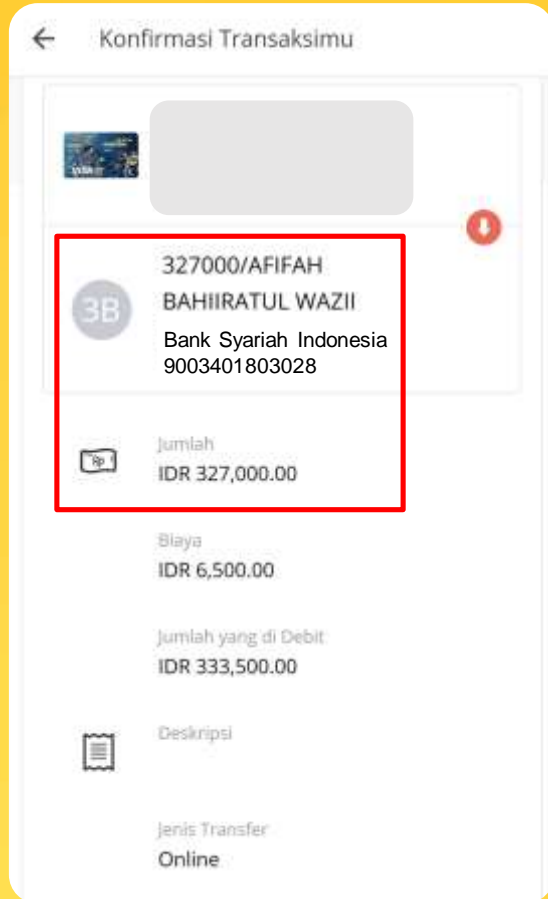 Konfirmasi Transaksimu
327000/AFIFAH
3B
BAHIIRATUL WAZII
Bank Syariah Indonesia
9003401803028
Jumlah
IDR 327,000.00
Biaya
IDR 6,500.00
Jumlah yang di Debit
IDR 333,500.00
Deskripsi
Jenis Transfer
Online